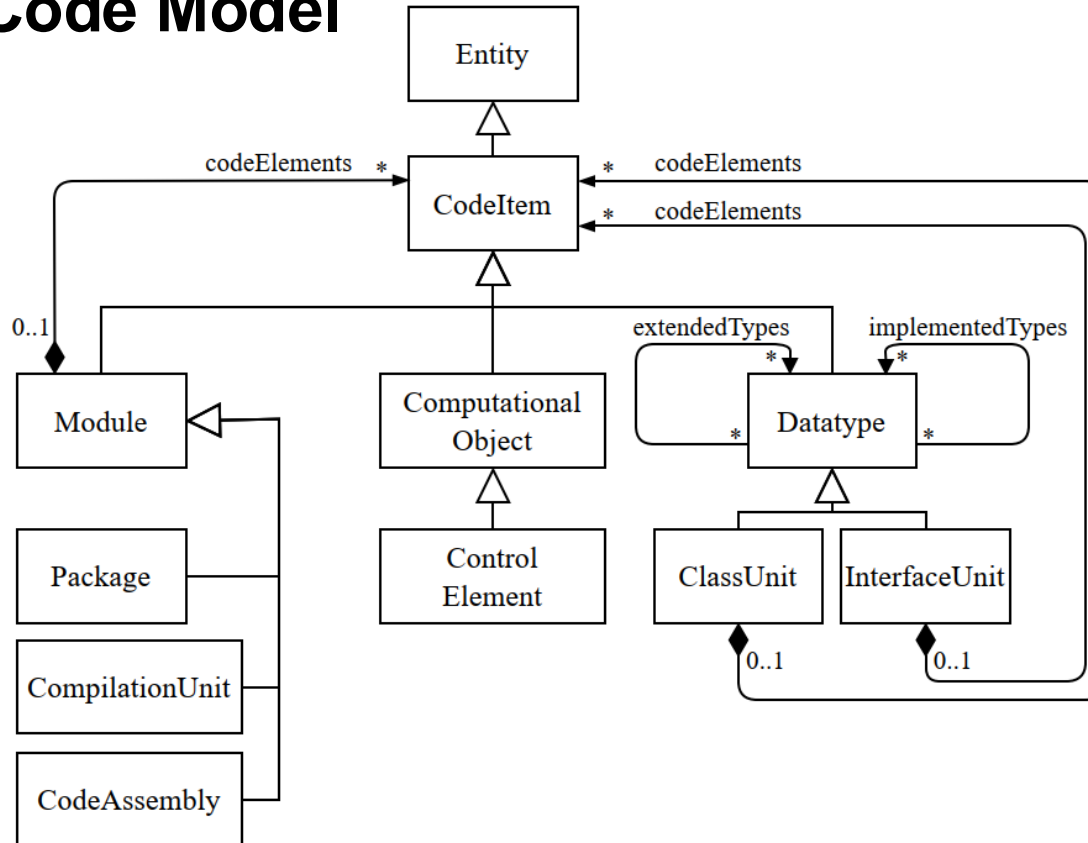 Code Model
Entity
codeElements * * codeElements
CodeItem
* codeElements
0..1
extendedTypes implementedTypes
* *
Module
Computational
Object
Datatype
* *
Package
Control
Element
ClassUnit
InterfaceUnit
0..1 0..1
CompilationUnit
CodeAssembly